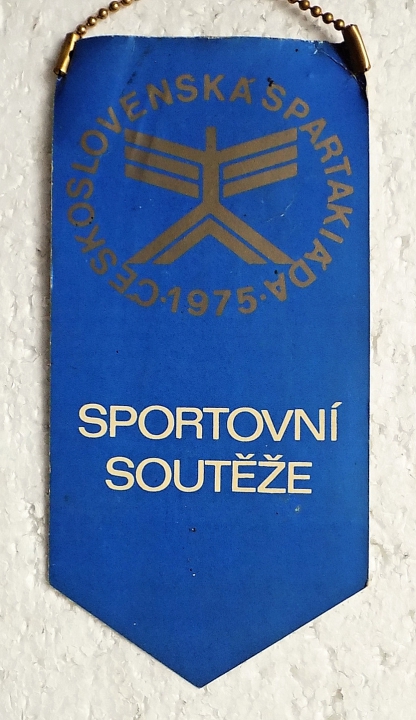 ČESKOSLOVENSKÁ SPARTAKIÁDA
·1975·
SPORTOVNÍ
SOUTĚŽE